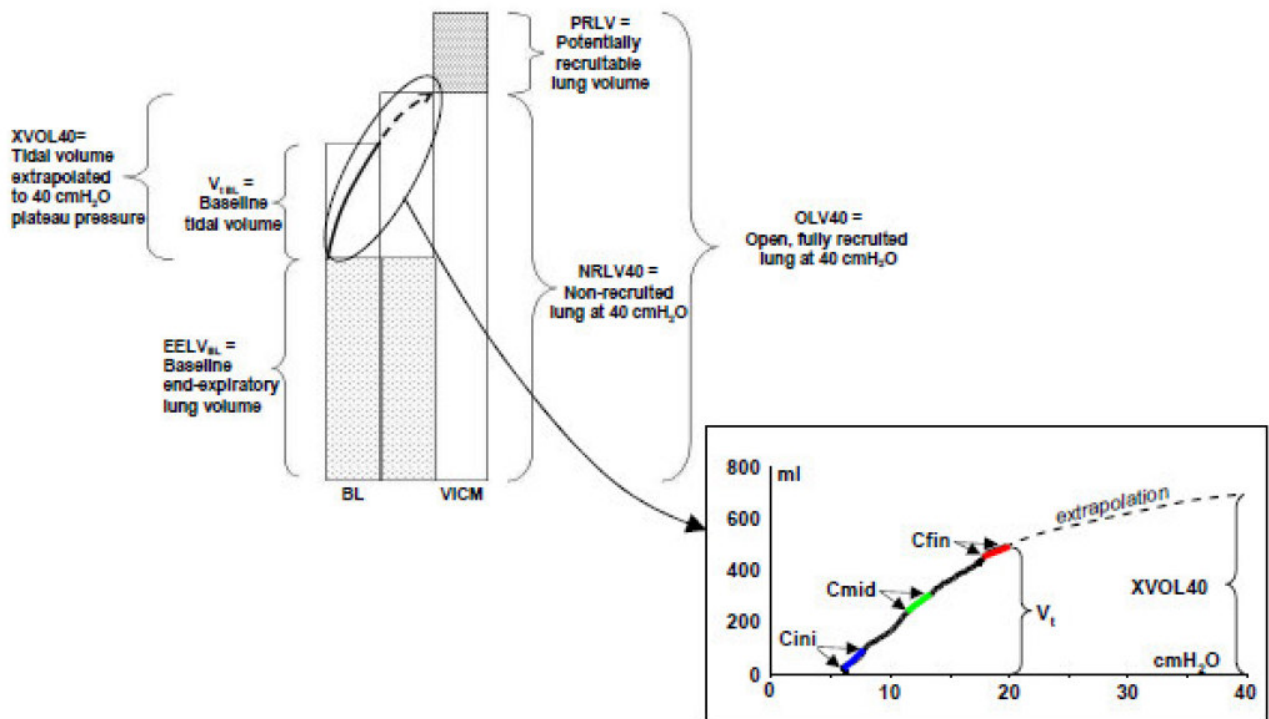 PRLV =
Potentially
recruitable
lung volume
XVOL40=
Tidal volume
extrapolated
to 40 cmH₂O
plateau pressure
Vt BL =
Baseline
tidal volume
OLV40 =
Open, fully recruited
lung at 40 cmH₂O
NRLV40 =
Non-recruited
lung at 40 cmH₂O
EELVBL =
Baseline
end-expiratory
lung volume
BL
VICM
800
ml
600
400
200
0
extrapolation
Cfin
Cmid
Cini
Vt
XVOL40
cmH₂O
0
10
20
30
40